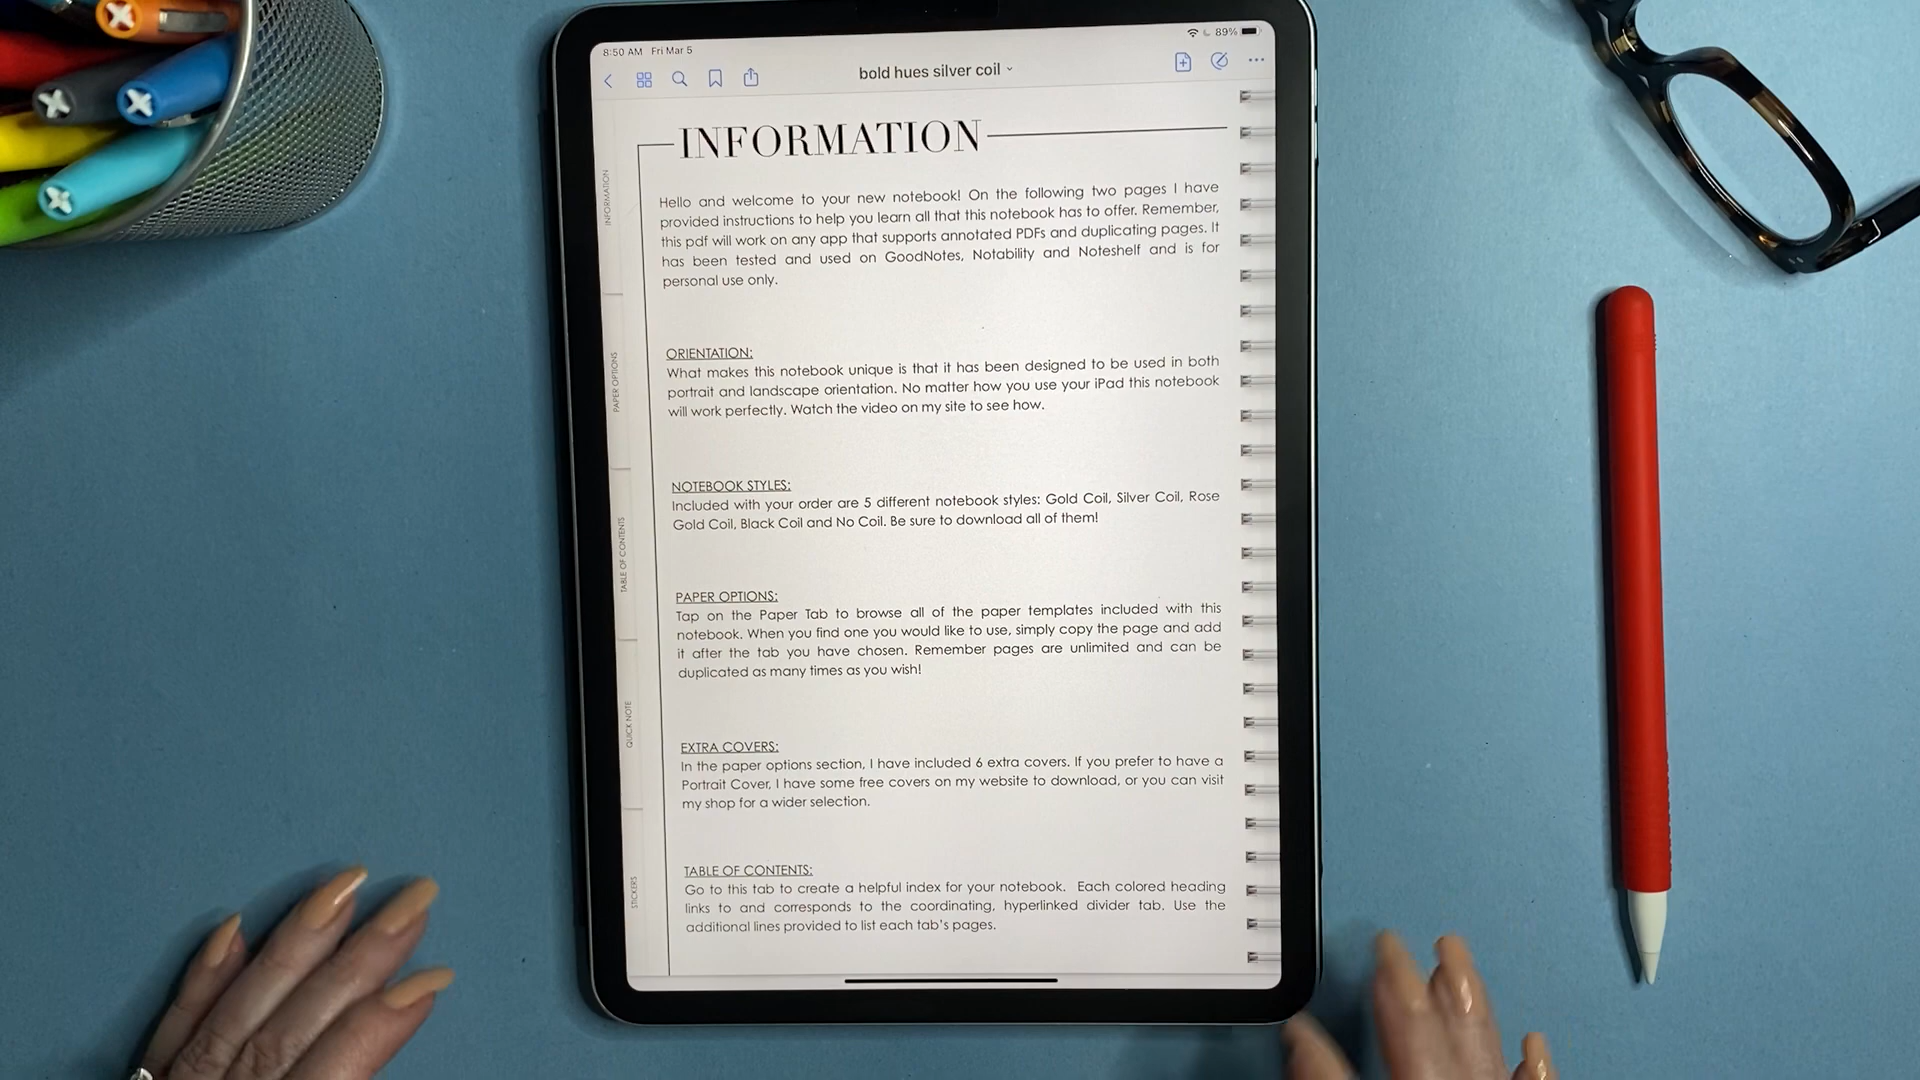 8:50 AM Fri Mar 5
89%
bold hues silver coil
INFORMATION
Hello and welcome to your new notebook! On the following two pages I have
provided instructions to help you learn all that this notebook has to offer. Remember,
this pdf will work on any app that supports annotated PDFs and duplicating pages. It
has been tested and used on GoodNotes, Notability and Noteshelf and is for
personal use only.
ORIENTATION:
What makes this notebook unique is that it has been designed to be used in both
portrait and landscape orientation. No matter how you use your iPad this notebook
will work perfectly. Watch the video on my site to see how.
NOTEBOOK STYLES:
Included with your order are 5 different notebook styles: Gold Coil, Silver Coil, Rose
Gold Coil, Black Coil and No Coil. Be sure to download all of them!
PAPER OPTIONS:
Tap on the Paper Tab to browse all of the paper templates included with this
notebook. When you find one you would like to use, simply copy the page and add
it after the tab you have chosen. Remember pages are unlimited and can be
duplicated as many times as you wish!
EXTRA COVERS:
In the paper options section, I have included 6 extra covers. If you prefer to have a
Portrait Cover, I have some free covers on my website to download, or you can visit
my shop for a wider selection.
TABLE OF CONTENTS:
Go to this tab to create a helpful index for your notebook. Each colored heading
links to and corresponds to the coordinating, hyperlinked divider tab. Use the
additional lines provided to list each tab's pages.
INFORMATION
PAPER OPTIONS
TABLE OF CONTENTS
QUICK NOTE
STICKERS